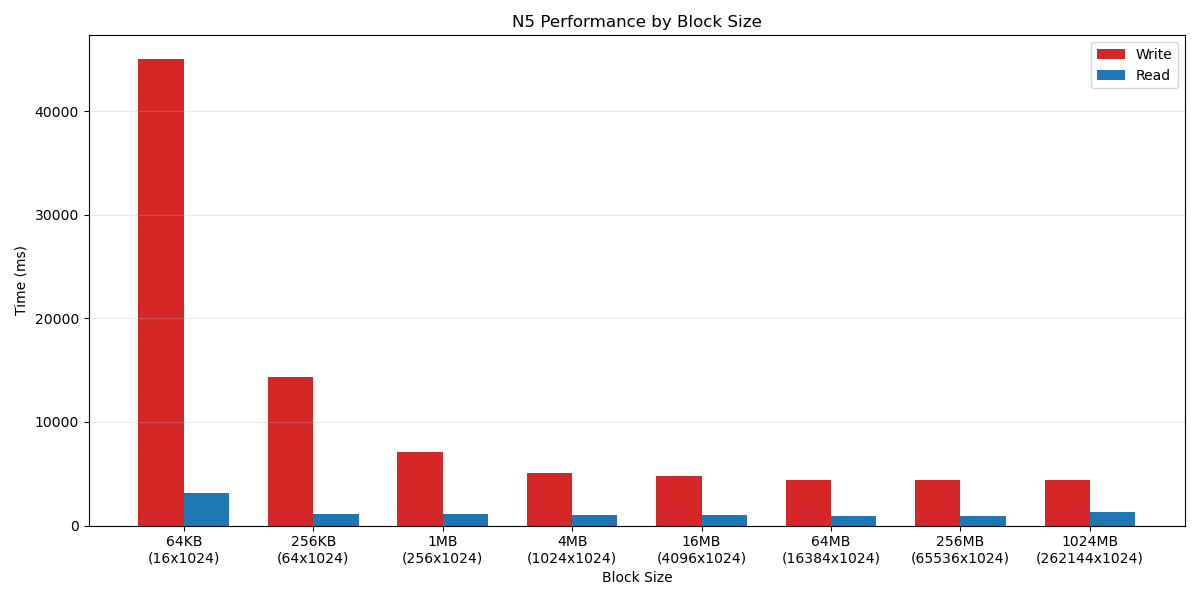 N5 Performance by Block Size
Write
Read
Time (ms)
40000
30000
20000
10000
0
64KB
(16x1024)
256KB
(64x1024)
1MB
(256x1024)
4MB
(1024x1024)
16MB
(4096x1024)
64MB
(16384x1024)
256MB
(65536x1024)
1024MB
(262144x1024)
Block Size